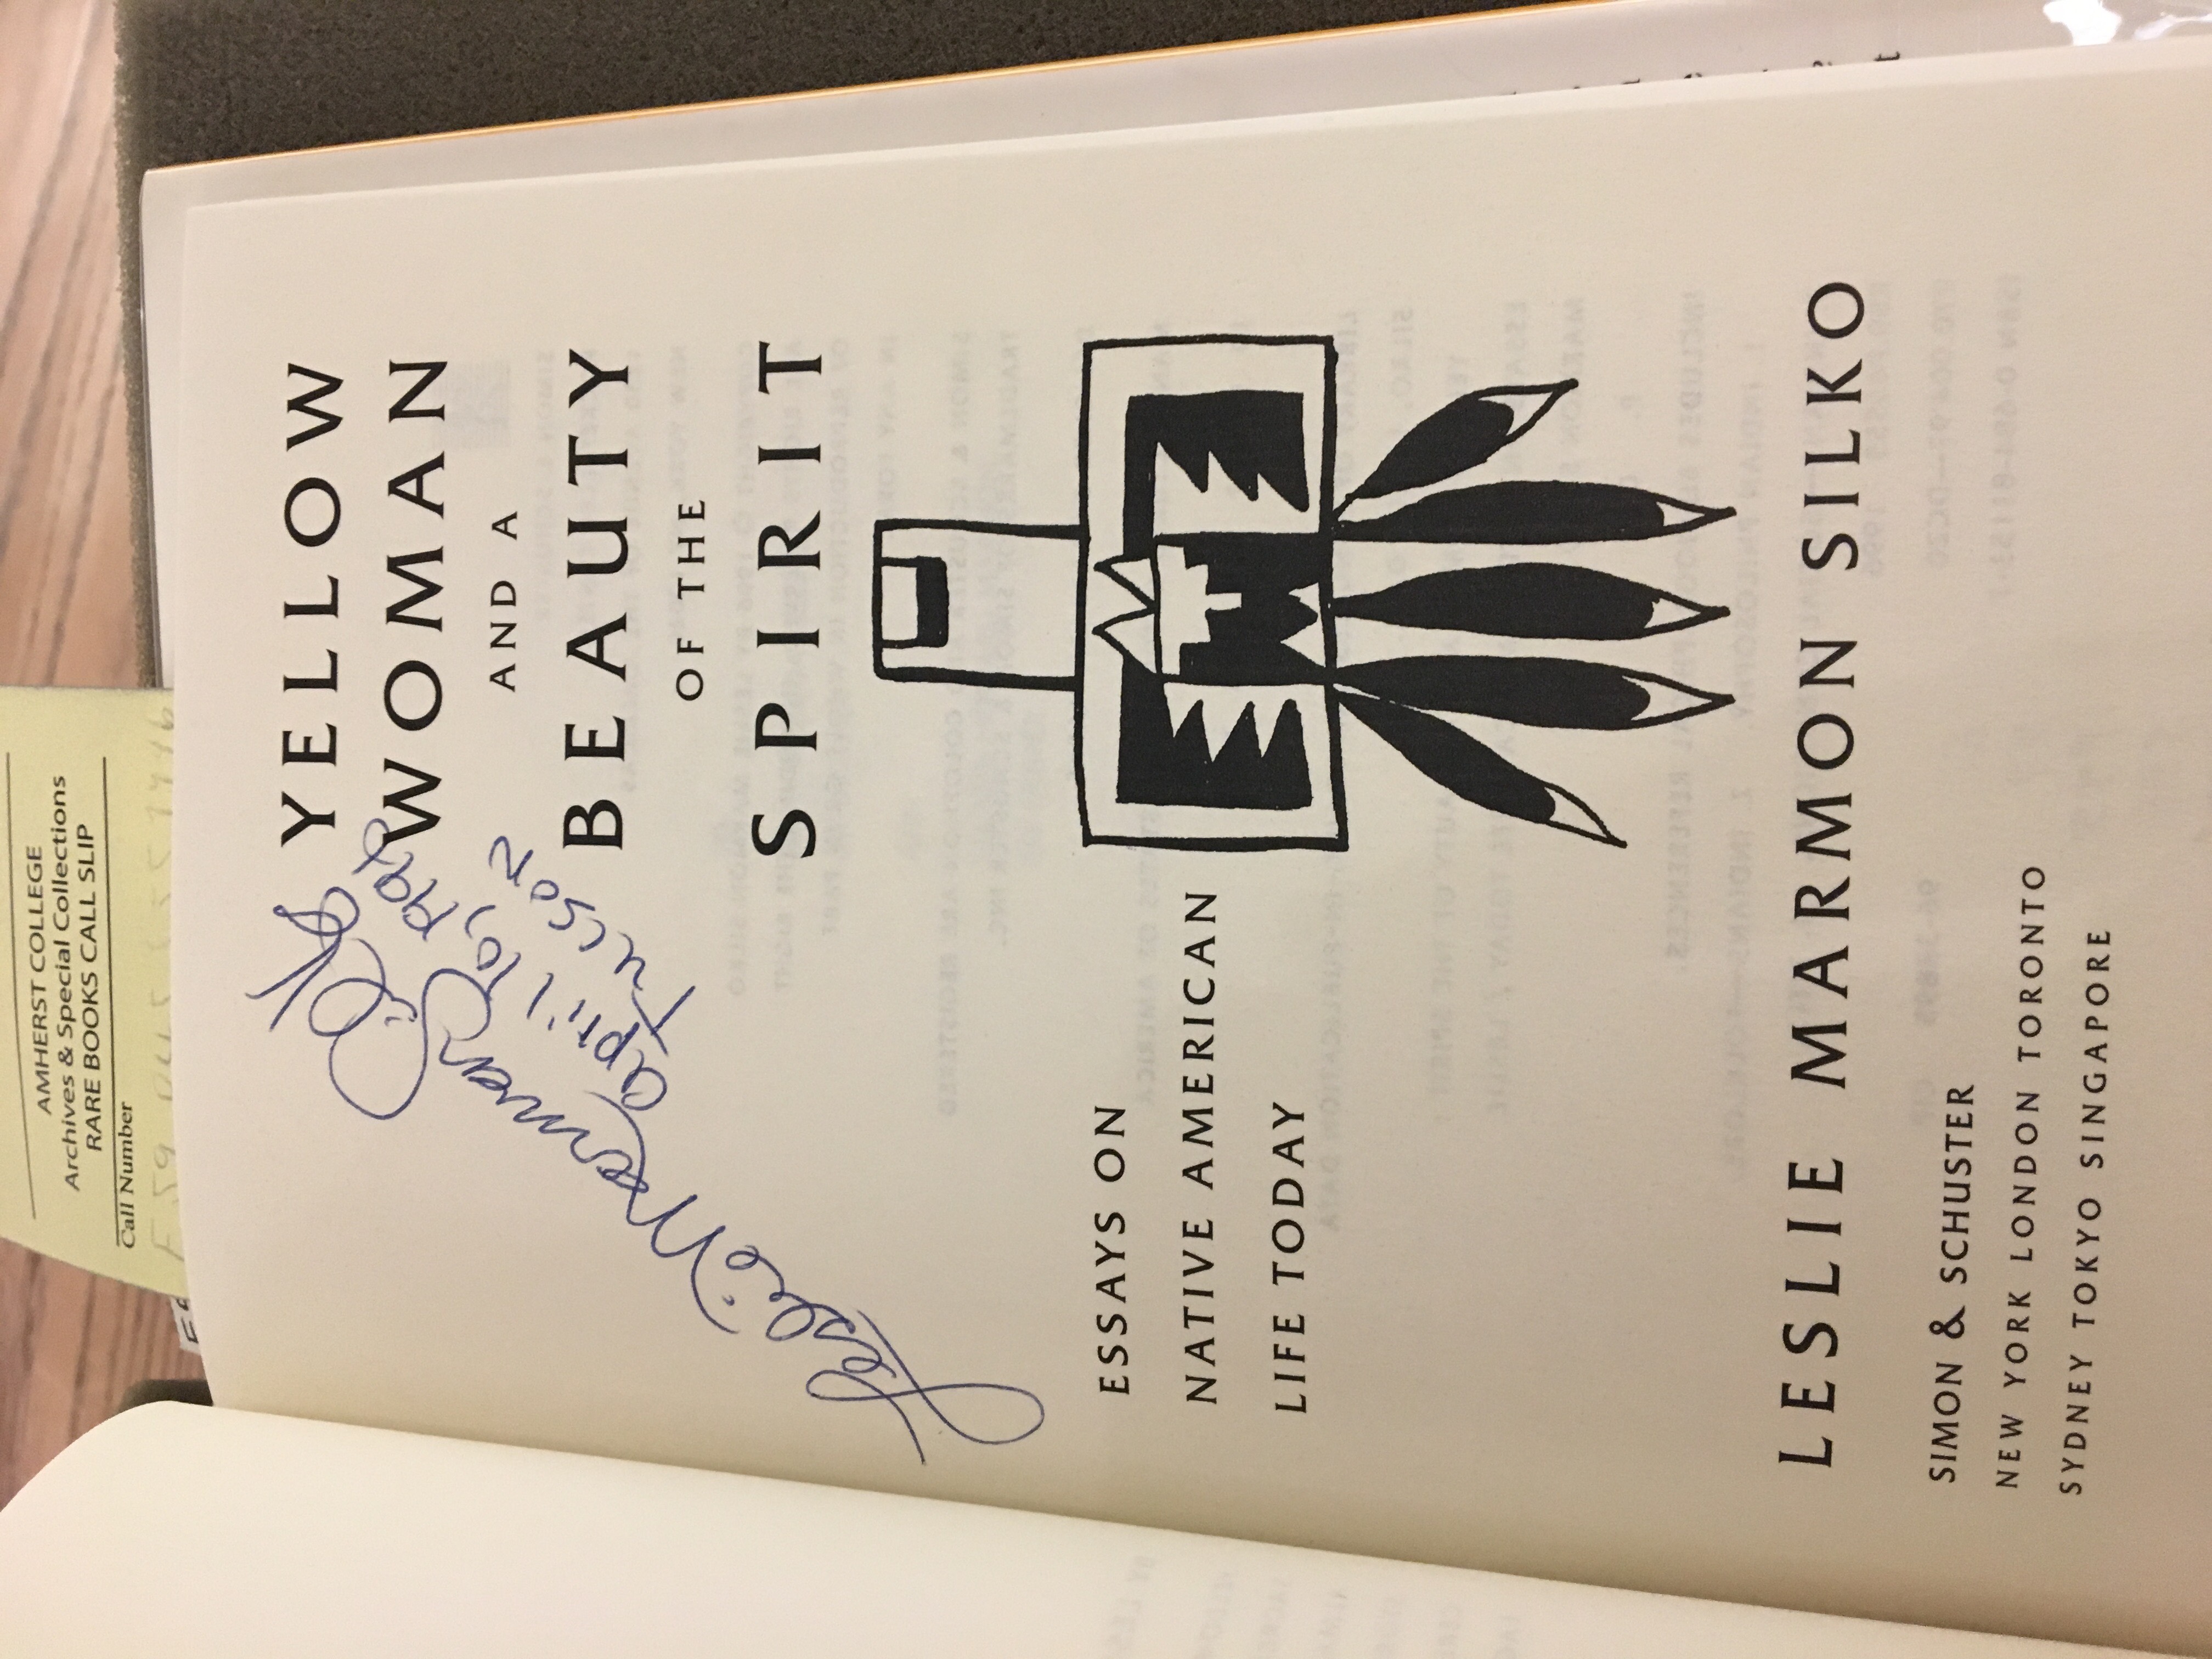 AMHERST COLLEGE
Archives & Special Collections
RARE BOOKS CALL SLIP
Call Number
YELLOW
WOMAN
AND A
BEAUTY
OF THE
SPIRIT
Leslie Marmon Silko
April 10, 1996
Tucson
ESSAYS ON
NATIVE AMERICAN
LIFE TODAY
LESLIE MARMON SILKO
SIMON & SCHUSTER
NEW YORK LONDON TORONTO
SYDNEY TOKYO SINGAPORE